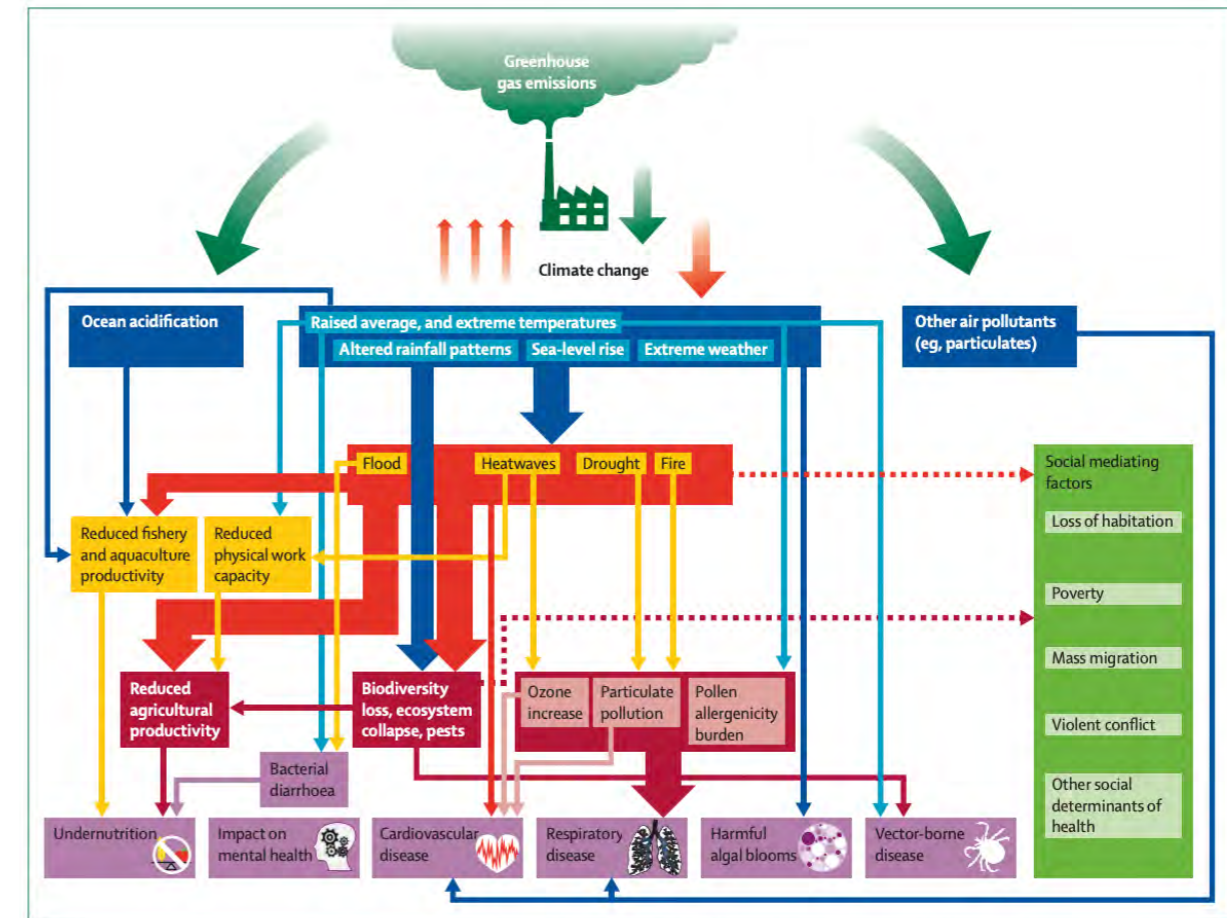 Greenhouse
gas emissions
Climate change
Ocean acidification
Raised average, and extreme temperatures
Altered rainfall patterns
Sea-level rise
Extreme weather
Other air pollutants
(eg, particulates)
Flood
Heatwaves
Drought
Fire
Social mediating
factors
Loss of habitation
Poverty
Mass migration
Violent conflict
Other social
determinants of
health
Reduced fishery
and aquaculture
productivity
Reduced
physical work
capacity
Reduced
agricultural
productivity
Biodiversity
loss, ecosystem
collapse, pests
Ozone
increase
Particulate
pollution
Pollen
allergenicity
burden
Bacterial
diarrhoea
Undernutrition
Impact on
mental health
Cardiovascular
disease
Respiratory
disease
Harmful
algal blooms
Vector-borne
disease